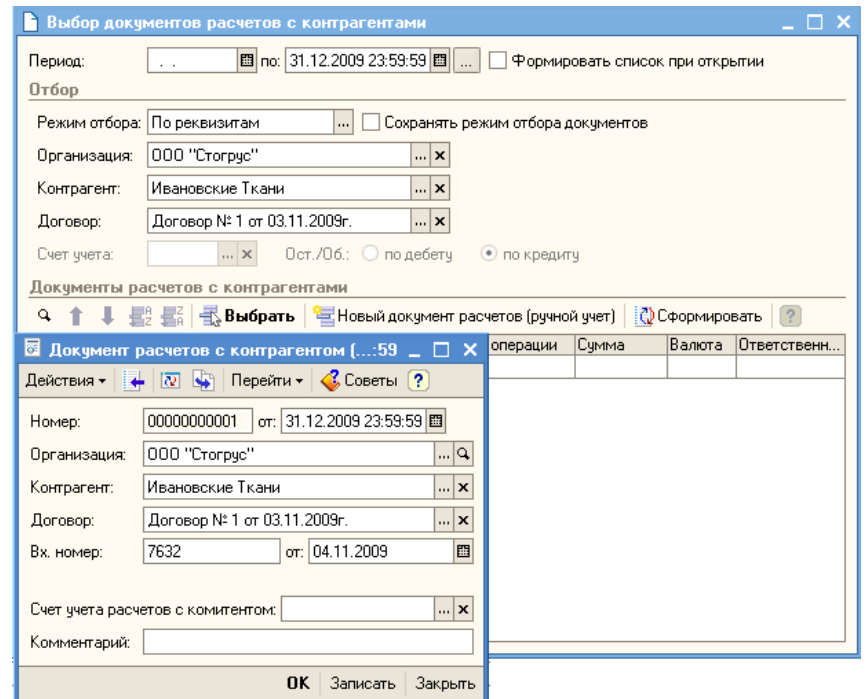 Выбор документов расчетов с контрагентами
Период: . . по: 31.12.2009 23:59:59 ... Формировать список при открытии
Отбор
Режим отбора: По реквизитам ... Сохранять режим отбора документов
Организация: ООО "Стогрус" ...
Контрагент: Ивановские Ткани ...
Договор: Договор № 1 от 03.11.2009г. ...
Счет учета: ... Ост./Об.: по дебету по кредиту
Документы расчетов с контрагентами
Выбрать Новый документ расчетов (ручной учет) Сформировать ?
операции Сумма Валюта Ответственн...
Документ расчетов с контрагентом (...:59
Действия Перейти Советы ?
Номер: 00000000001 от: 31.12.2009 23:59:59
Организация: ООО "Стогрус" ...
Контрагент: Ивановские Ткани ...
Договор: Договор № 1 от 03.11.2009г. ...
Вх. номер: 7632 от: 04.11.2009
Счет учета расчетов с комитентом: ...
Комментарий:
OK Записать Закрыть